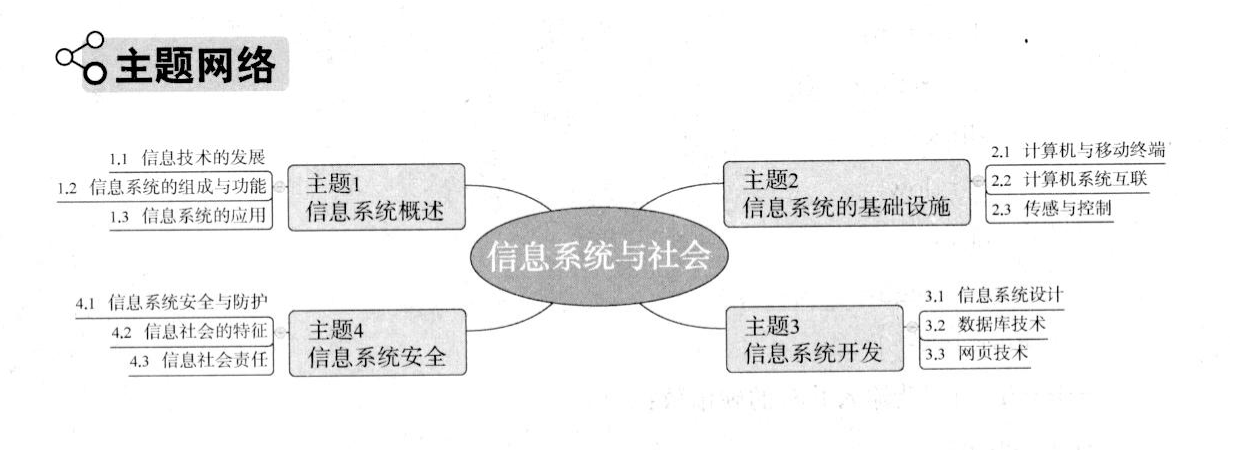 主题网络
1.1 信息技术的发展
1.2 信息系统的组成与功能
1.3 信息系统的应用
主题1
信息系统概述
主题2
信息系统的基础设施
2.1 计算机与移动终端
2.2 计算机系统互联
2.3 传感与控制
信息系统与社会
4.1 信息系统安全与防护
4.2 信息社会的特征
4.3 信息社会责任
主题4
信息系统安全
主题3
信息系统开发
3.1 信息系统设计
3.2 数据库技术
3.3 网页技术